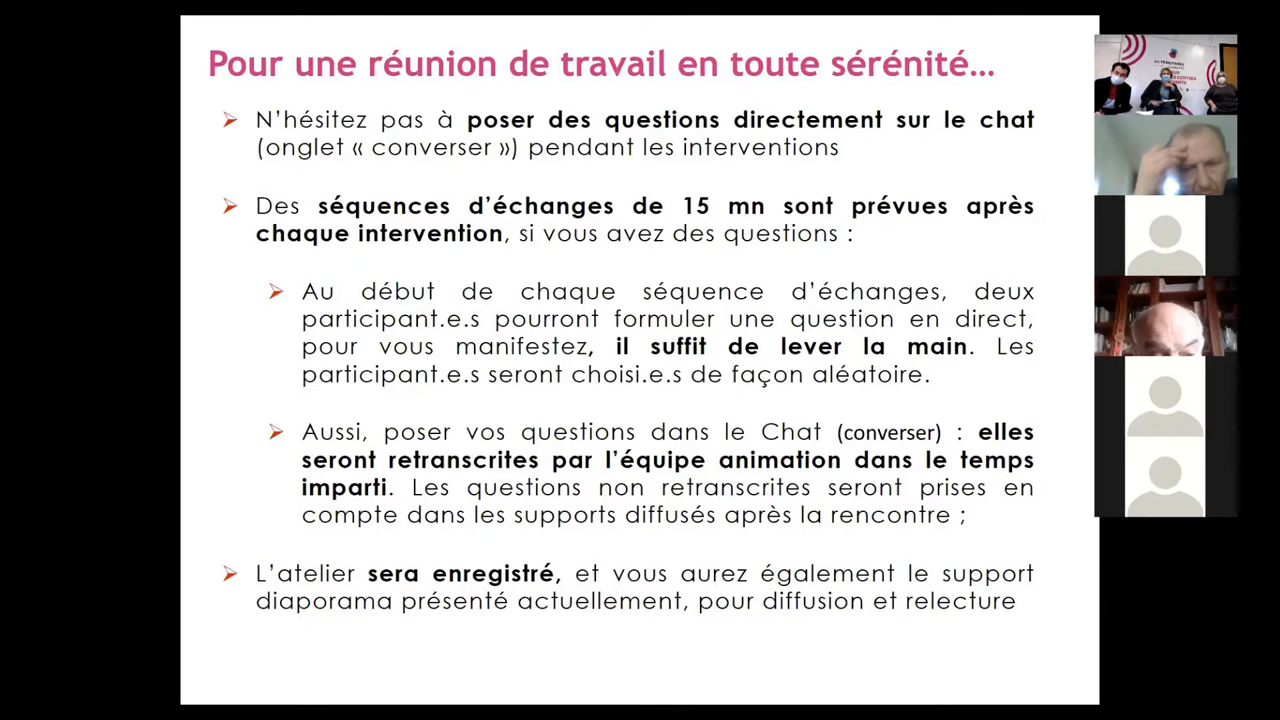 Pour une réunion de travail en toute sérénité…
N’hésitez pas à poser des questions directement sur le chat
(onglet « converser ») pendant les interventions
Des séquences d’échanges de 15 mn sont prévues après
chaque intervention, si vous avez des questions :
Au début de chaque séquence d’échanges, deux
participant.e.s pourront formuler une question en direct,
pour vous manifestez, il suffit de lever la main. Les
participant.e.s seront choisi.e.s de façon aléatoire.
Aussi, poser vos questions dans le Chat (converser) : elles
seront retranscrites par l’équipe animation dans le temps
imparti. Les questions non retranscrites seront prises en
compte dans les supports diffusés après la rencontre ;
L’atelier sera enregistré, et vous aurez également le support
diaporama présenté actuellement, pour diffusion et relecture